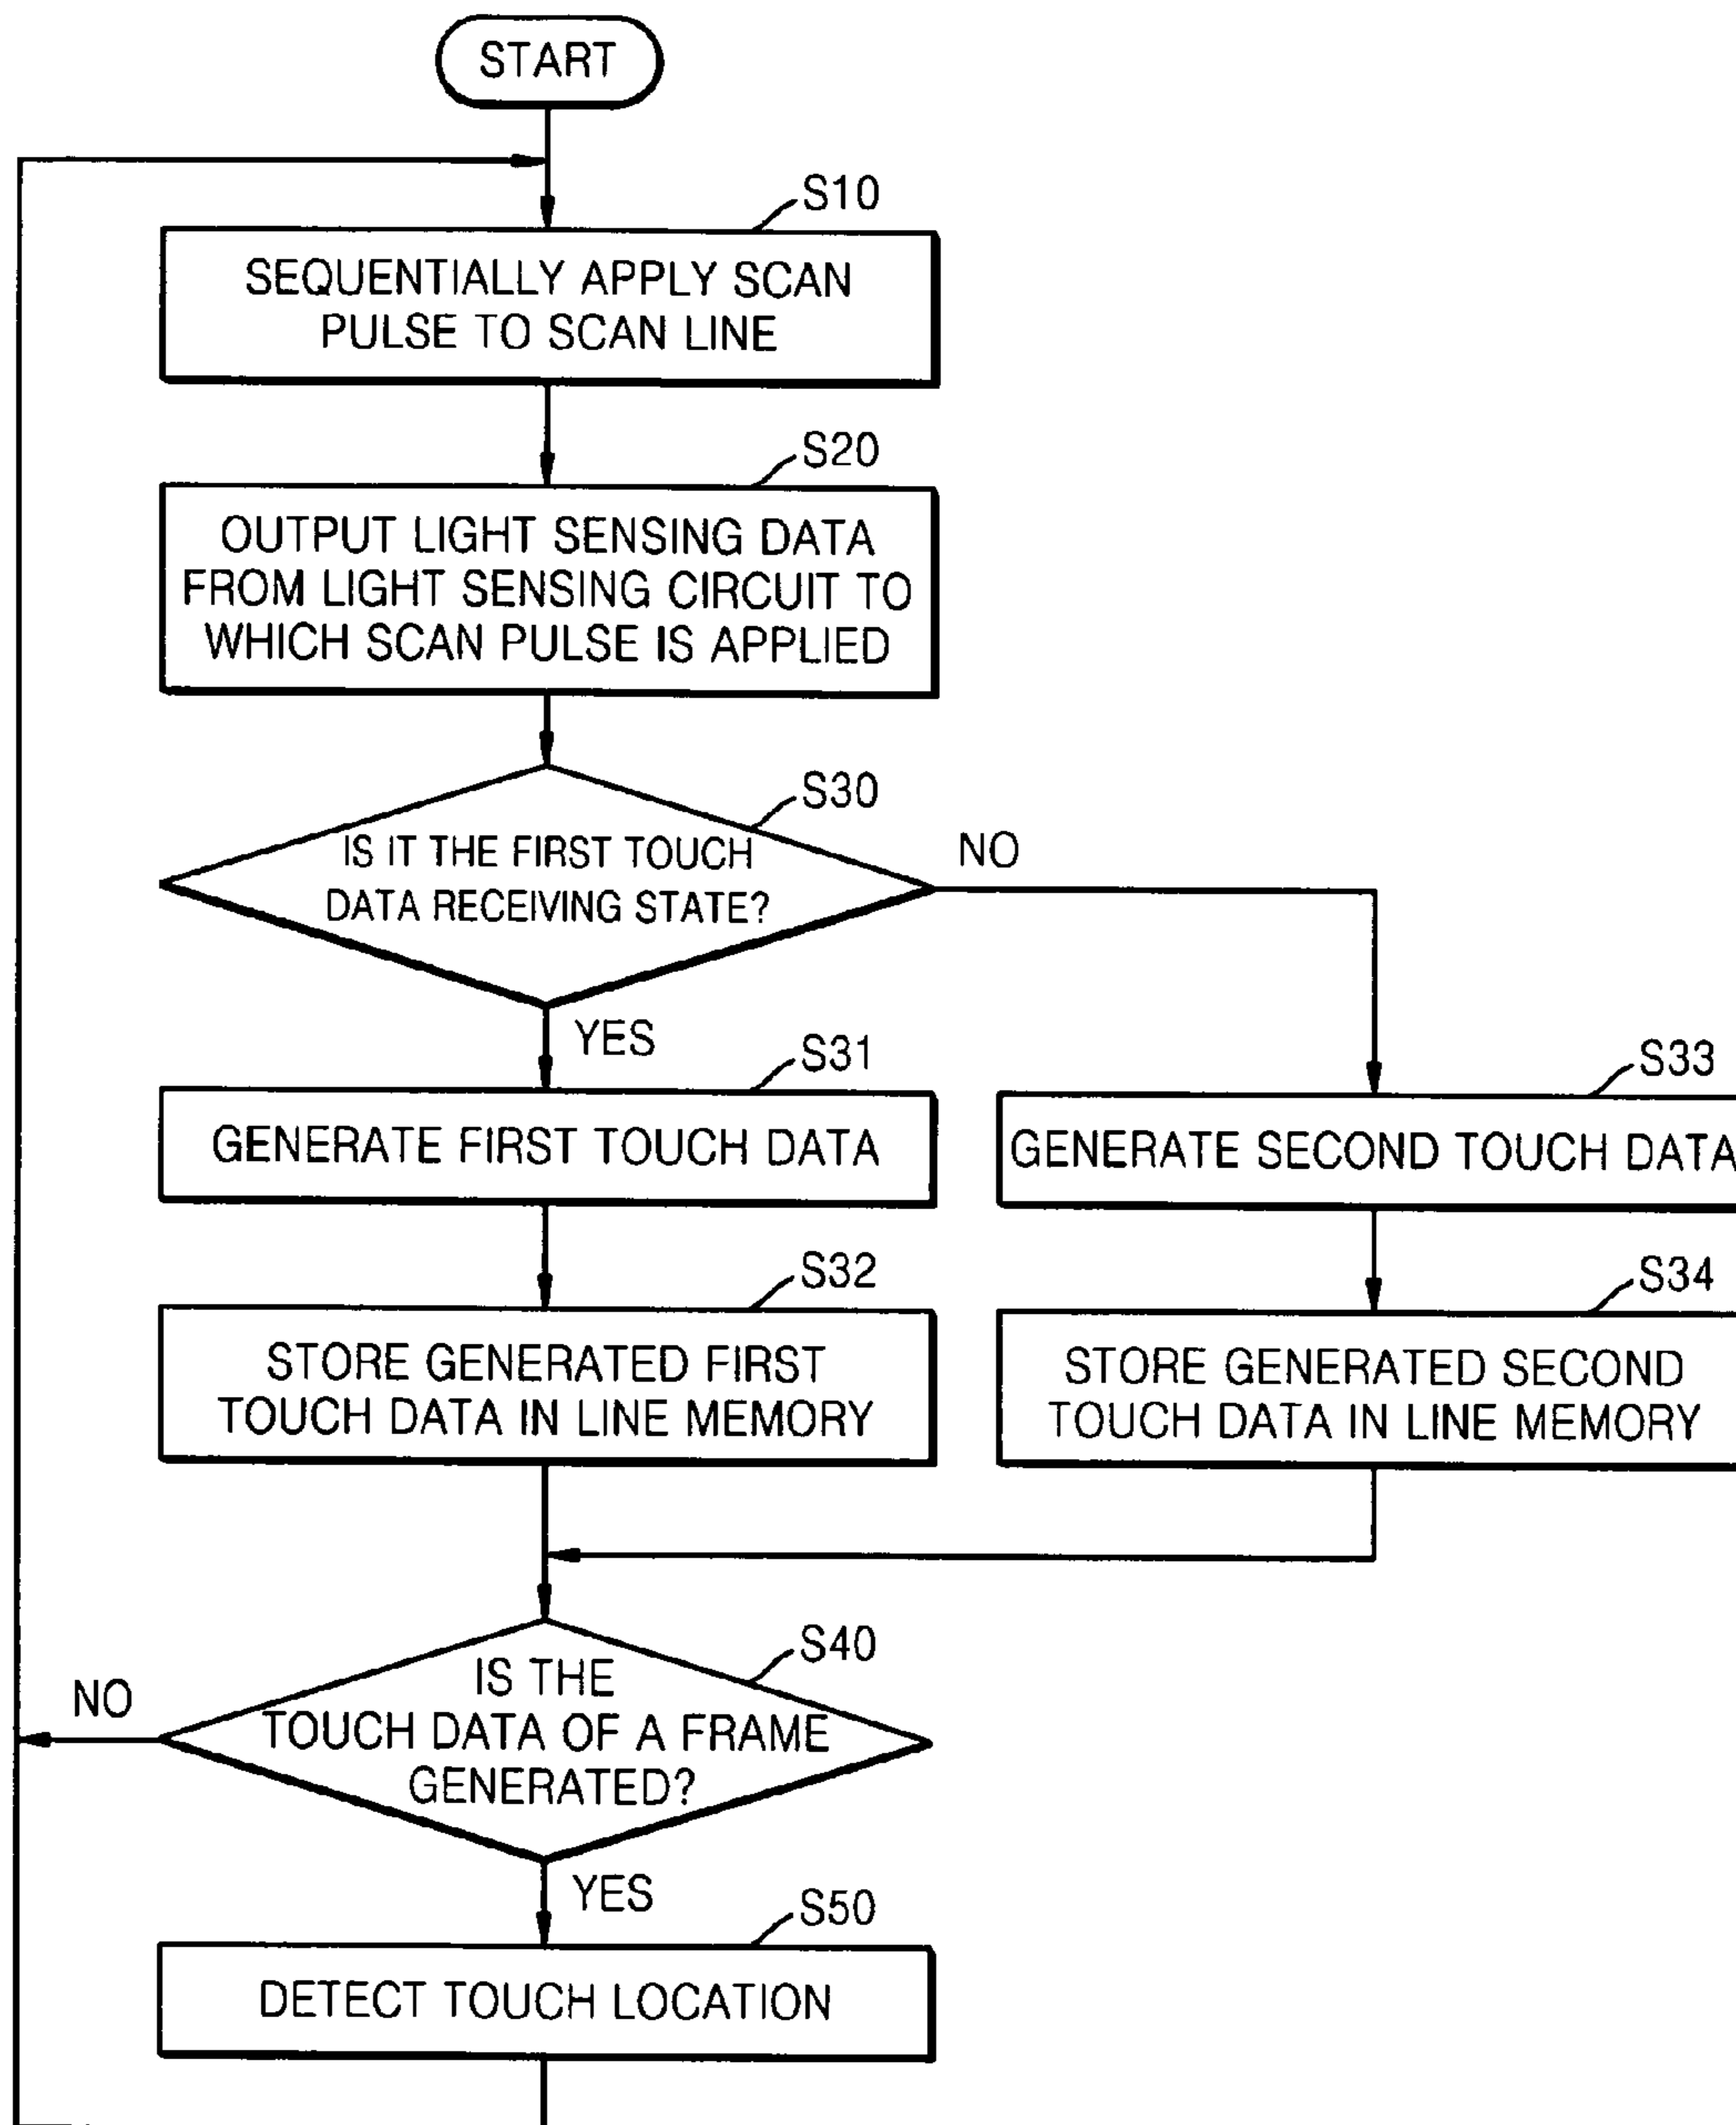 START
S10
SEQUENTIALLY APPLY SCAN
PULSE TO SCAN LINE
S20
OUTPUT LIGHT SENSING DATA
FROM LIGHT SENSING CIRCUIT TO
WHICH SCAN PULSE IS APPLIED
S30
IS IT THE FIRST TOUCH
DATA RECEIVING STATE?
NO
YES
S31
GENERATE FIRST TOUCH DATA
S33
GENERATE SECOND TOUCH DATA
S32
STORE GENERATED FIRST
TOUCH DATA IN LINE MEMORY
S34
STORE GENERATED SECOND
TOUCH DATA IN LINE MEMORY
S40
IS THE
TOUCH DATA OF A FRAME
GENERATED?
NO
YES
S50
DETECT TOUCH LOCATION